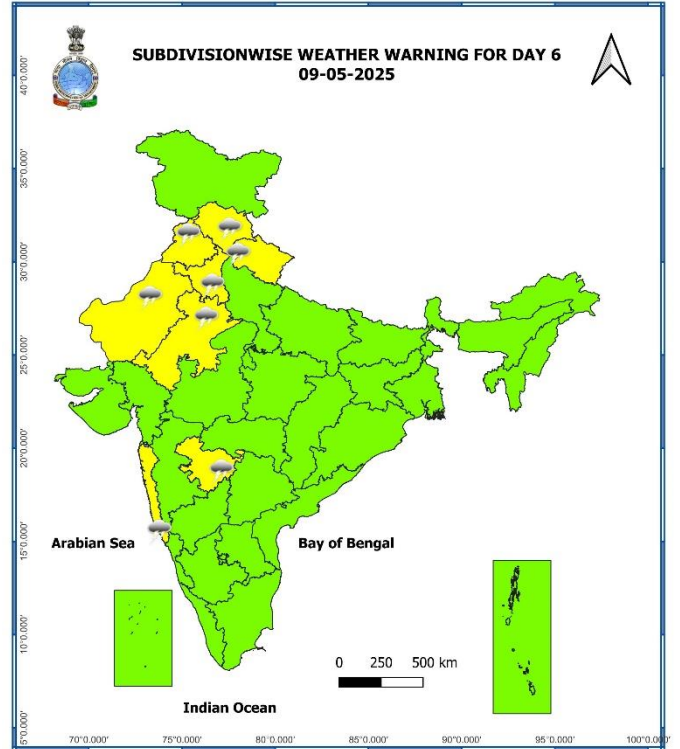 SUBDIVISIONWISE WEATHER WARNING FOR DAY 6
09-05-2025
40°0.000'
35°0.000'
30°0.000'
25°0.000'
20°0.000'
15°0.000'
10°0.000'
5°0.000'
Arabian Sea
Bay of Bengal
0 250 500 km
Indian Ocean
70°0.000' 75°0.000' 80°0.000' 85°0.000' 90°0.000' 95°0.000' 100°0.000'